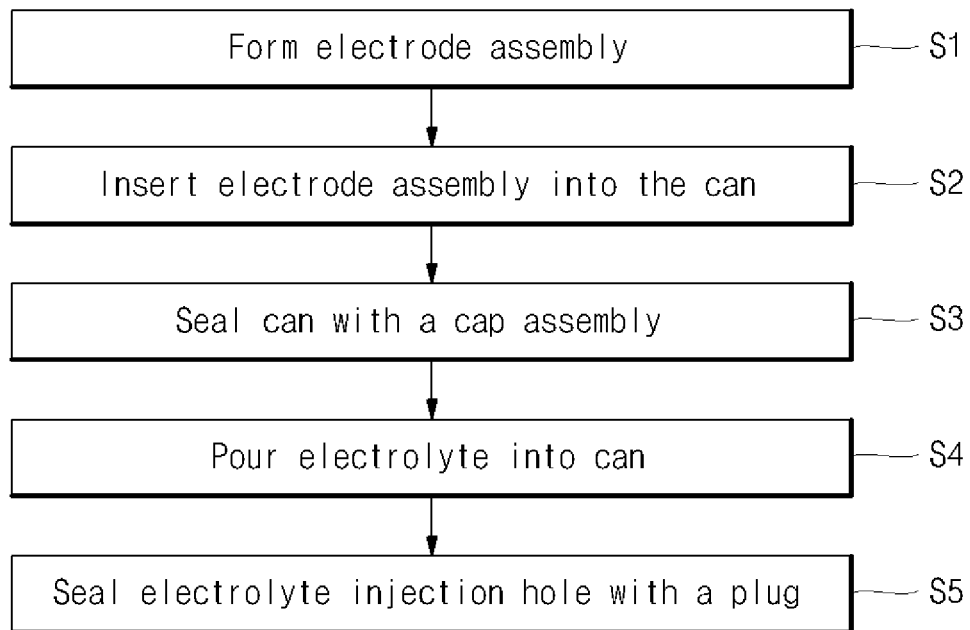 Form electrode assembly S1
Insert electrode assembly into the can S2
Seal can with a cap assembly S3
Pour electrolyte into can S4
Seal electrolyte injection hole with a plug S5